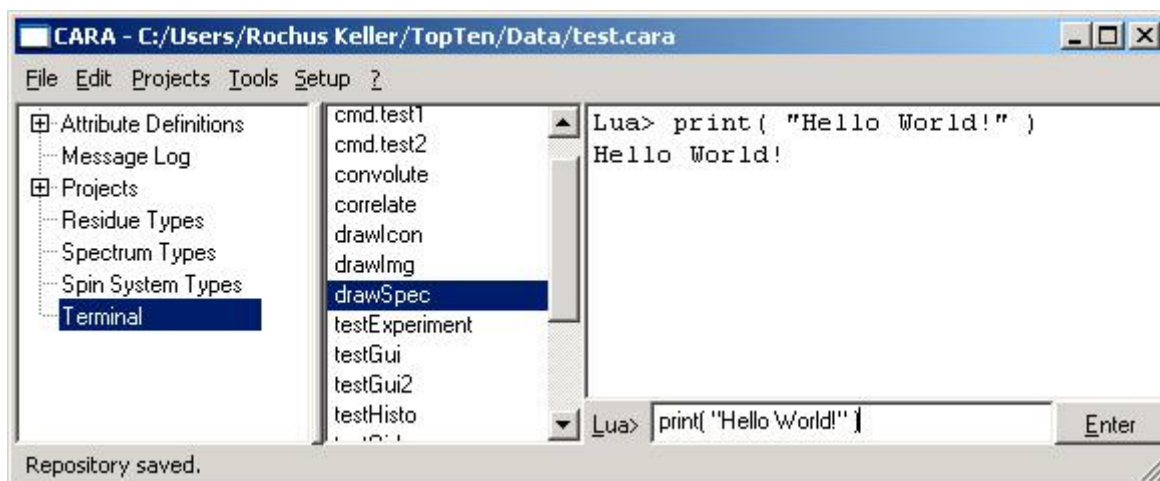 CARA - C:/Users/Rochus Keller/TopTen/Data/test.cara
File Edit Projects Tools Setup ?
Attribute Definitions
Message Log
Projects
Residue Types
Spectrum Types
Spin System Types
Terminal
cmd.test1
cmd.test2
convolute
correlate
drawIcon
drawImg
drawSpec
testExperiment
testGui
testGui2
testHisto
Lua> print( "Hello World!" )
Hello World!
Lua> print( "Hello World!" )
Enter
Repository saved.